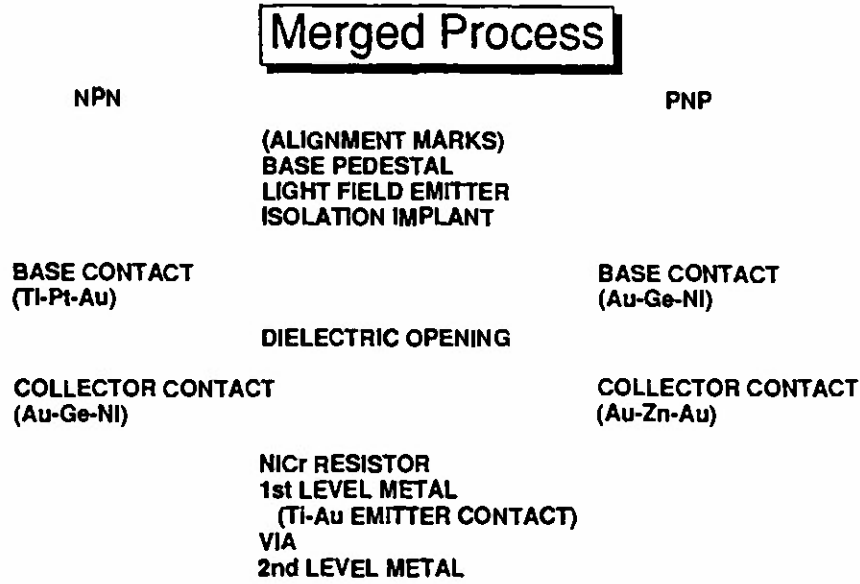 Merged Process
NPN PNP
(ALIGNMENT MARKS)
BASE PEDESTAL
LIGHT FIELD EMITTER
ISOLATION IMPLANT
BASE CONTACT BASE CONTACT
(Ti-Pt-Au) (Au-Ge-Ni)
DIELECTRIC OPENING
COLLECTOR CONTACT COLLECTOR CONTACT
(Au-Ge-Ni) (Au-Zn-Au)
NiCr RESISTOR
1st LEVEL METAL
(Ti-Au EMITTER CONTACT)
VIA
2nd LEVEL METAL